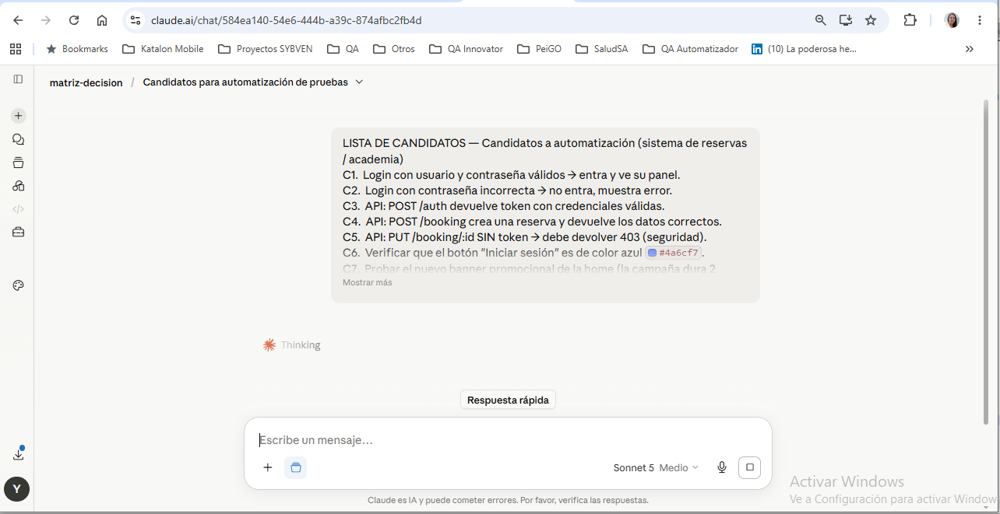 claude.ai/chat/584ea140-54e6-444b-a39c-874afbc2fb4d
Bookmarks Katalon Mobile Proyectos SYBVEN QA Otros QA Innovator PeiGO SaludSA QA Automatizador (10) La poderosa he...
matriz-decision / Candidatos para automatización de pruebas
LISTA DE CANDIDATOS — Candidatos a automatización (sistema de reservas
/ academia)
C1. Login con usuario y contraseña válidos → entra y ve su panel.
C2. Login con contraseña incorrecta → no entra, muestra error.
C3. API: POST /auth devuelve token con credenciales válidas.
C4. API: POST /booking crea una reserva y devuelve los datos correctos.
C5. API: PUT /booking/:id SIN token → debe devolver 403 (seguridad).
C6. Verificar que el botón "Iniciar sesión" es de color azul #4a6cf7.
C7. Probar el nuevo banner promocional de la home (la campaña dura 2
Mostrar más
Thinking
Respuesta rápida
Escribe un mensaje...
Sonnet 5 Medio
Claude es IA y puede cometer errores. Por favor, verifica las respuestas.
Y
Activar Windows
Ve a Configuración para activar Window